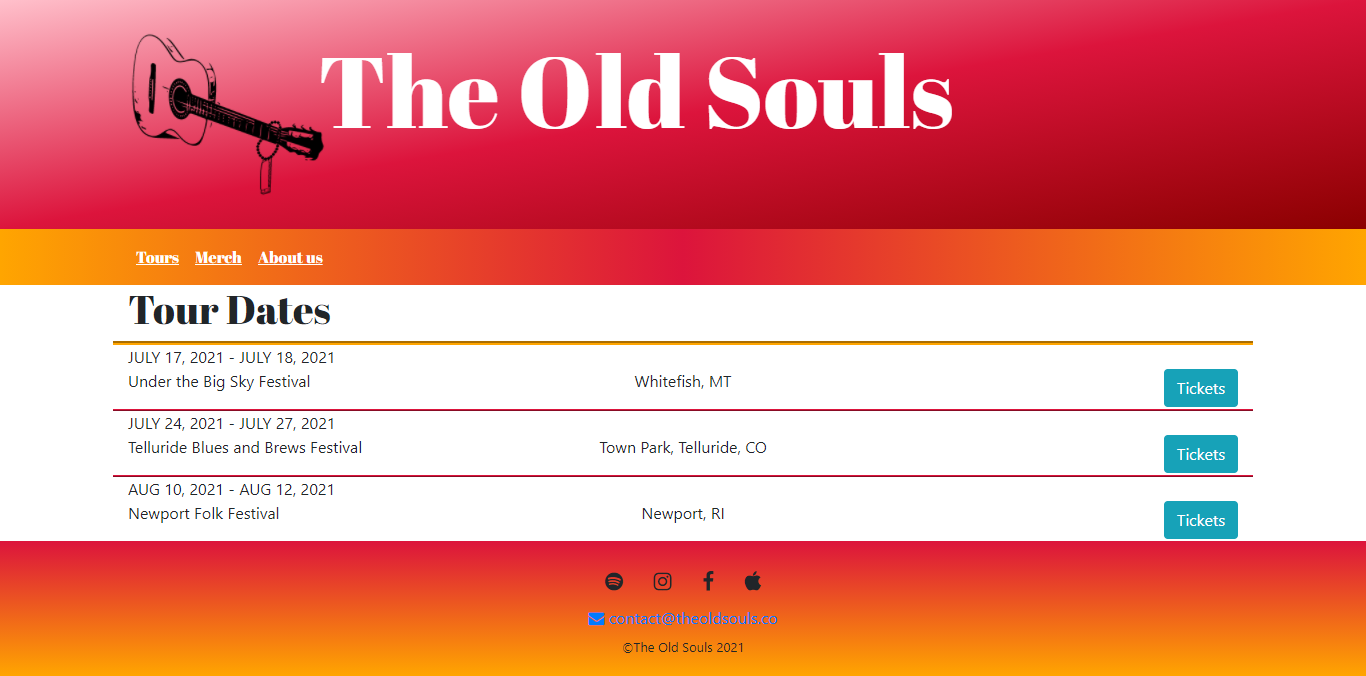 The Old Souls
Tours Merch About us
Tour Dates
JULY 17, 2021 - JULY 18, 2021
Under the Big Sky Festival Whitefish, MT Tickets
JULY 24, 2021 - JULY 27, 2021
Telluride Blues and Brews Festival Town Park, Telluride, CO Tickets
AUG 10, 2021 - AUG 12, 2021
Newport Folk Festival Newport, RI Tickets
contact@theoldsouls.co
©The Old Souls 2021